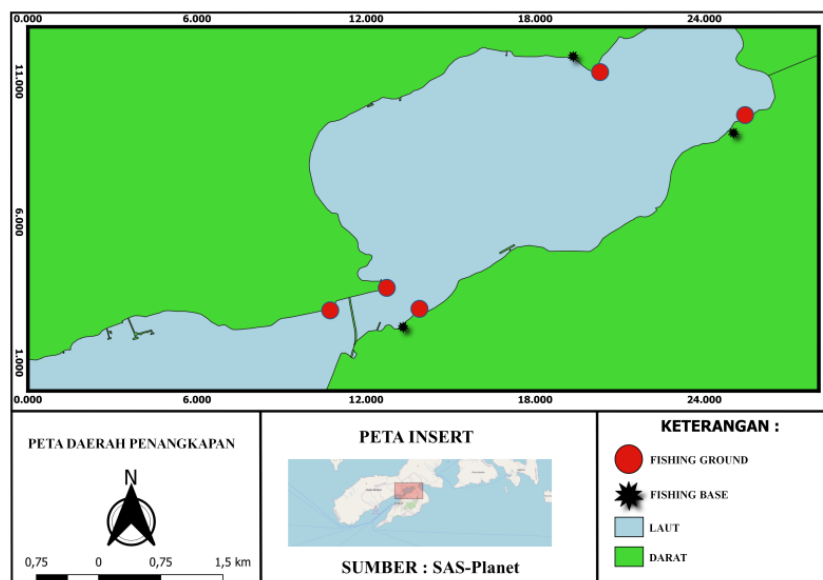 0.000 6.000 12.000 18.000 24.000
11.000
6.000
1.000
0.000 6.000 12.000 18.000 24.000
PETA DAERAH PENANGKAPAN
N
0,75 0 0,75 1,5 km
PETA INSERT
SUMBER : SAS-Planet
KETERANGAN :
FISHING GROUND
FISHING BASE
LAUT
DARAT